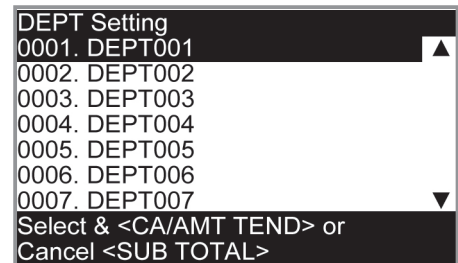 DEPT Setting
0001. DEPT001
0002. DEPT002
0003. DEPT003
0004. DEPT004
0005. DEPT005
0006. DEPT006
0007. DEPT007
Select & <CA/AMT TEND> or
Cancel <SUB TOTAL>